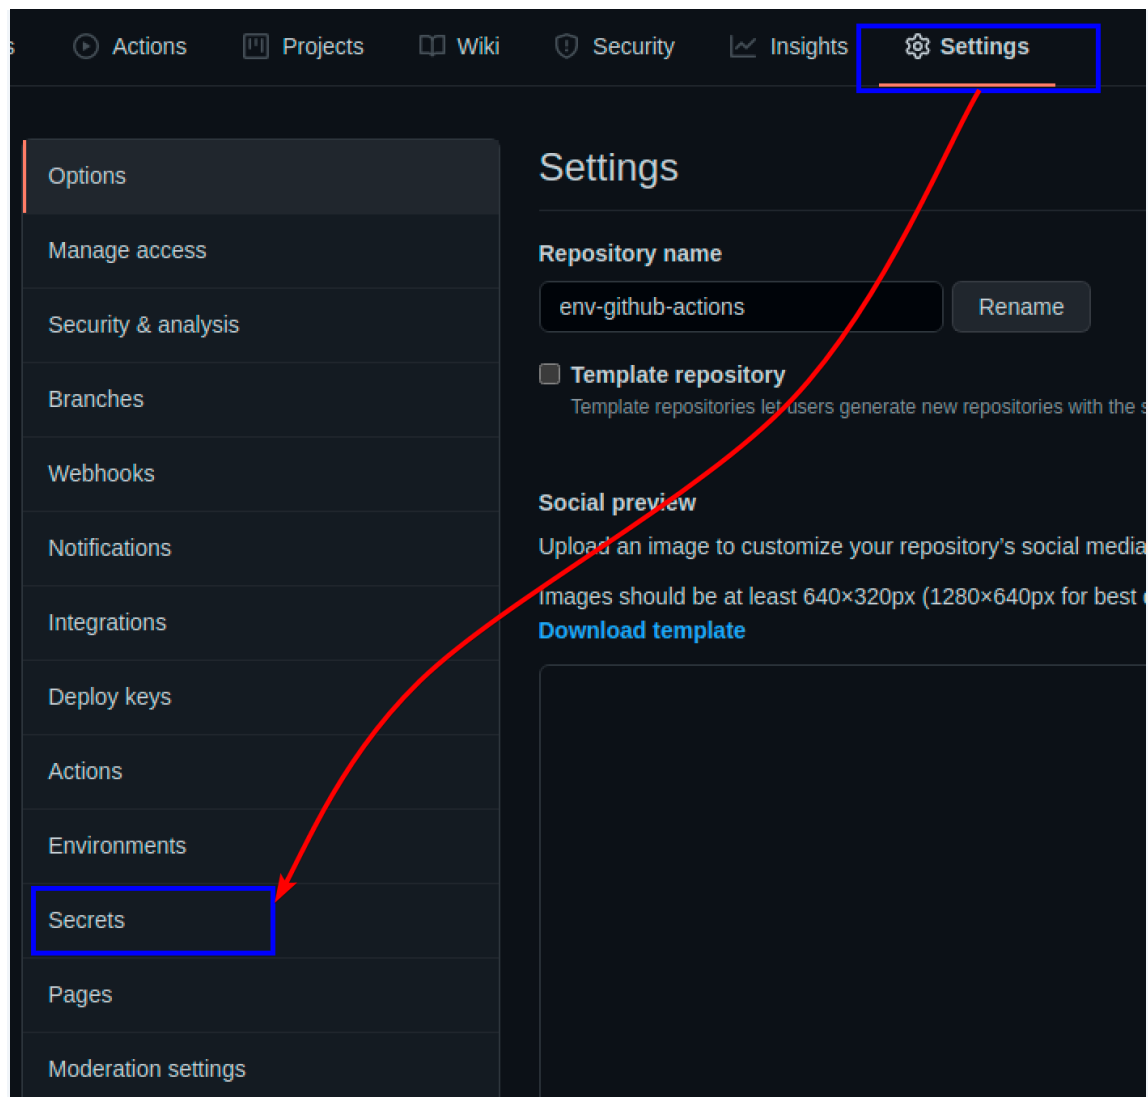 s Actions Projects Wiki Security Insights Settings
Options
Manage access
Security & analysis
Branches
Webhooks
Notifications
Integrations
Deploy keys
Actions
Environments
Secrets
Pages
Moderation settings
Settings
Repository name
env-github-actions Rename
Template repository
Template repositories let users generate new repositories with the s
Social preview
Upload an image to customize your repository’s social media
Images should be at least 640×320px (1280×640px for best
Download template